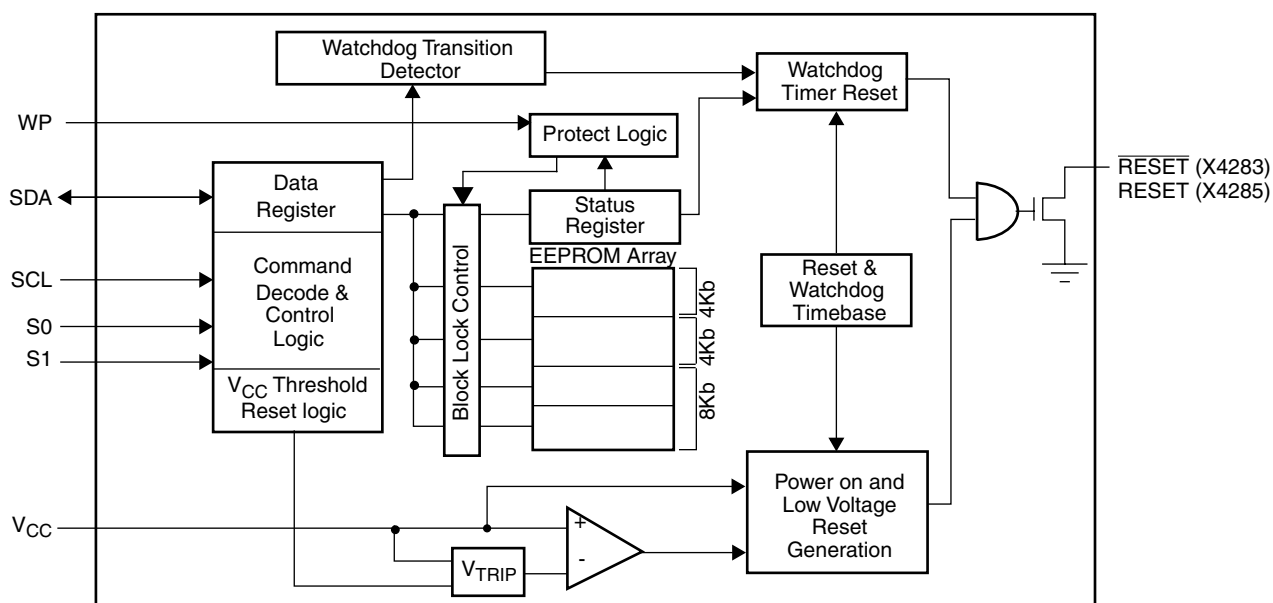 Watchdog Transition
Detector
Watchdog
Timer Reset
WP
Protect Logic
RESET (X4283)
RESET (X4285)
SDA
Data
Register
Status
Register
EEPROM Array
SCL
Command
Decode &
Control
Logic
S0
S1
Block Lock Control
4Kb
4Kb
8Kb
Reset &
Watchdog
Timebase
VCC Threshold
Reset logic
Power on and
Low Voltage
Reset
Generation
VCC
+
-
VTRIP